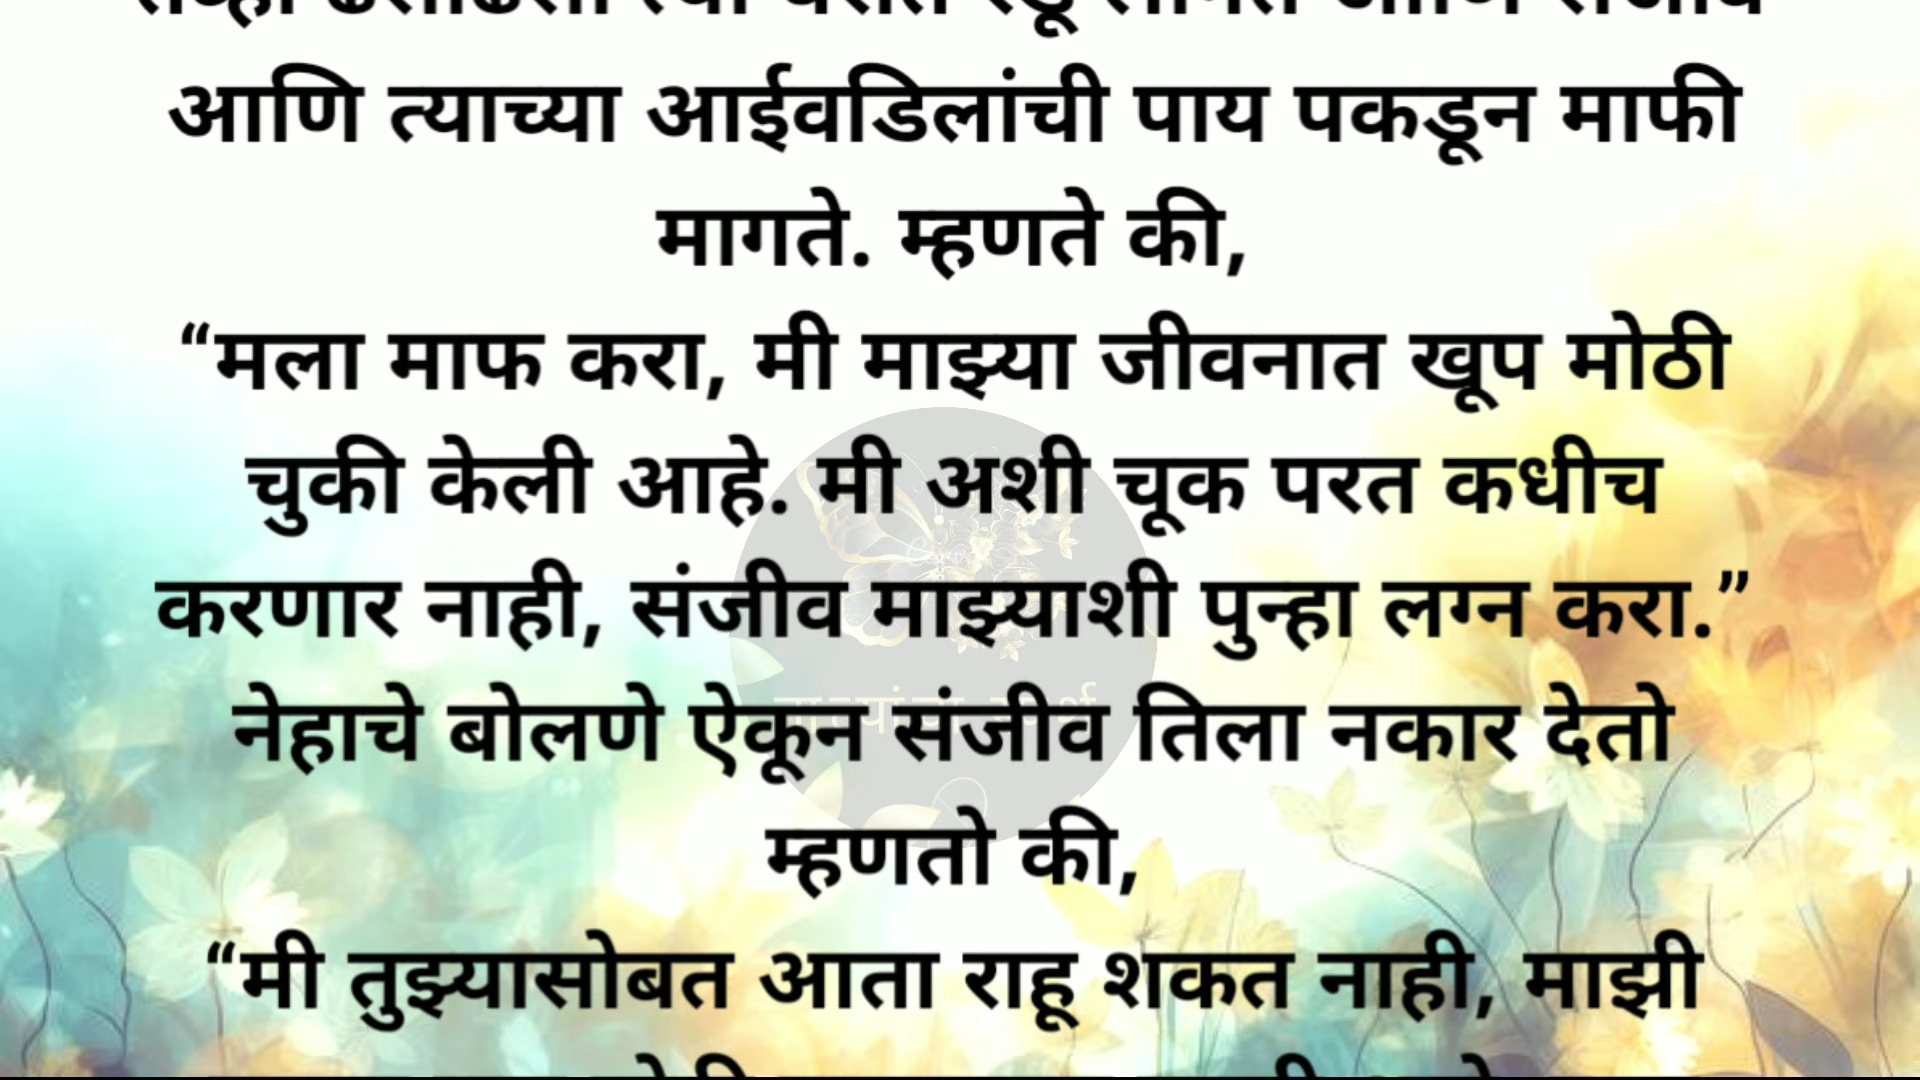 आणि त्याच्या आईवडिलांची पाय पकडून माफी
मागते. म्हणते की,
“मला माफ करा, मी माझ्या जीवनात खूप मोठी
चुकी केली आहे. मी अशी चूक परत कधीच
करणार नाही, संजीव माझ्याशी पुन्हा लग्न करा.”
नेहाचे बोलणे ऐकून संजीव तिला नकार देतो
म्हणतो की,
“मी तुझ्यासोबत आता राहू शकत नाही, माझी